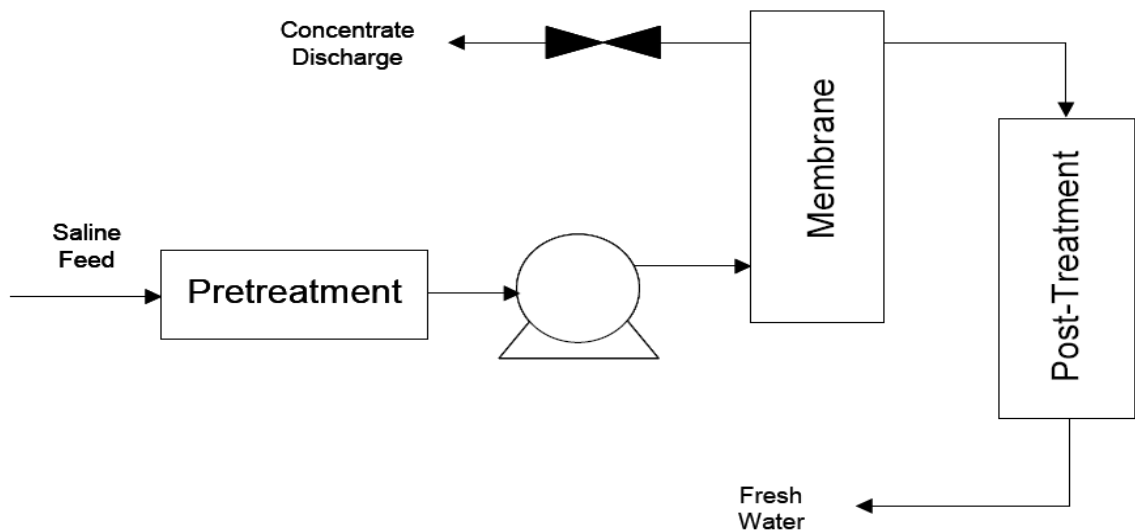 Concentrate
Discharge
Membrane
Post-Treatment
Saline
Feed
Pretreatment
Fresh
Water